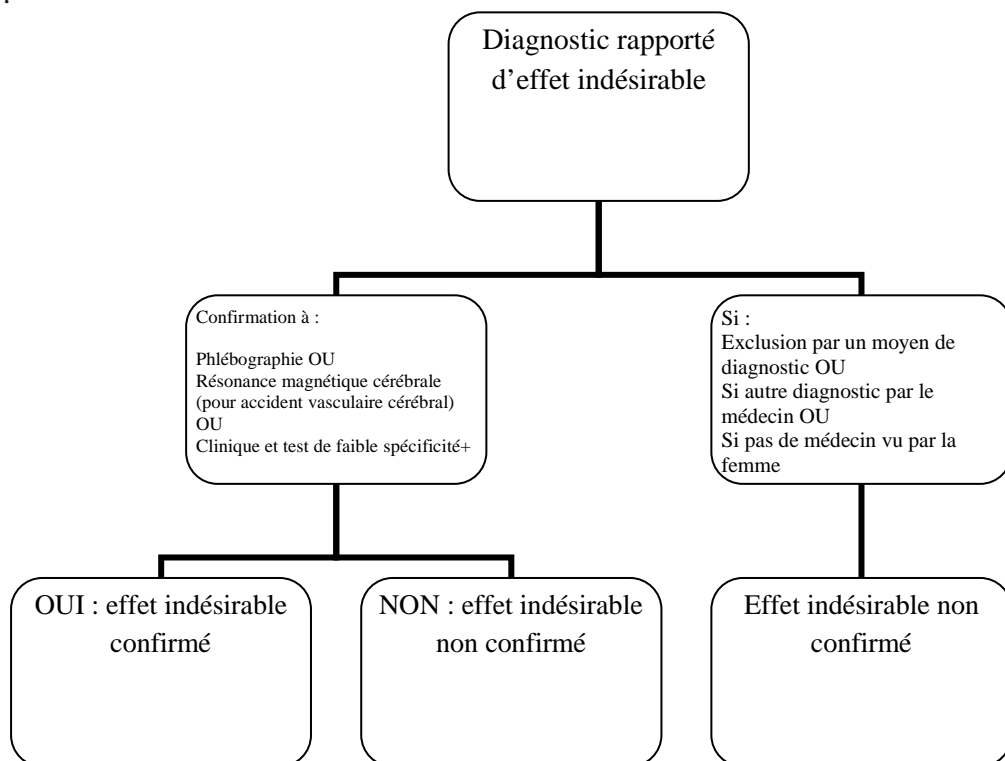 .
Diagnostic rapporté
d’effet indésirable
Confirmation à :
Phlébographie OU
Résonance magnétique cérébrale
(pour accident vasculaire cérébral)
OU
Clinique et test de faible spécificité+
Si :
Exclusion par un moyen de
diagnostic OU
Si autre diagnostic par le
médecin OU
Si pas de médecin vu par la
femme
OUI : effet indésirable
confirmé
NON : effet indésirable
non confirmé
Effet indésirable non
confirmé